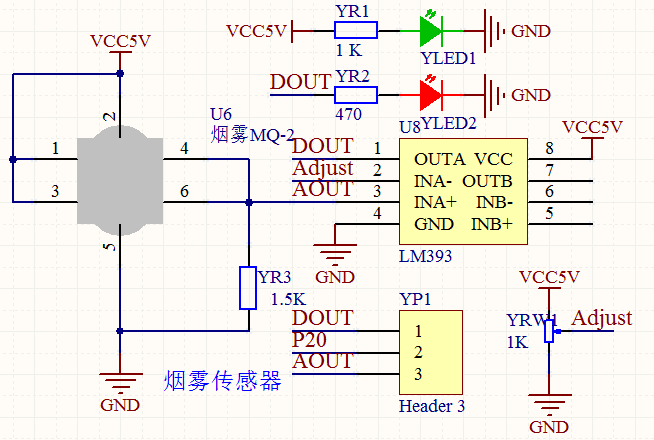 VCC5V
YR1
VCC5V
1 K
YLED1
GND
DOUT
YR2
470
YLED2
GND
2
U6
烟雾MQ-2
1
3
4
6
5
U8
DOUT
Adjust
AOUT
1
2
3
4
OUTA VCC
INA- OUTB
INA+ INB-
GND INB+
8
7
6
5
VCC5V
LM393
GND
YR3
1.5K
GND
烟雾传感器
YP1
DOUT
P20
AOUT
1
2
3
Header 3
VCC5V
YRW1
1K
Adjust
GND